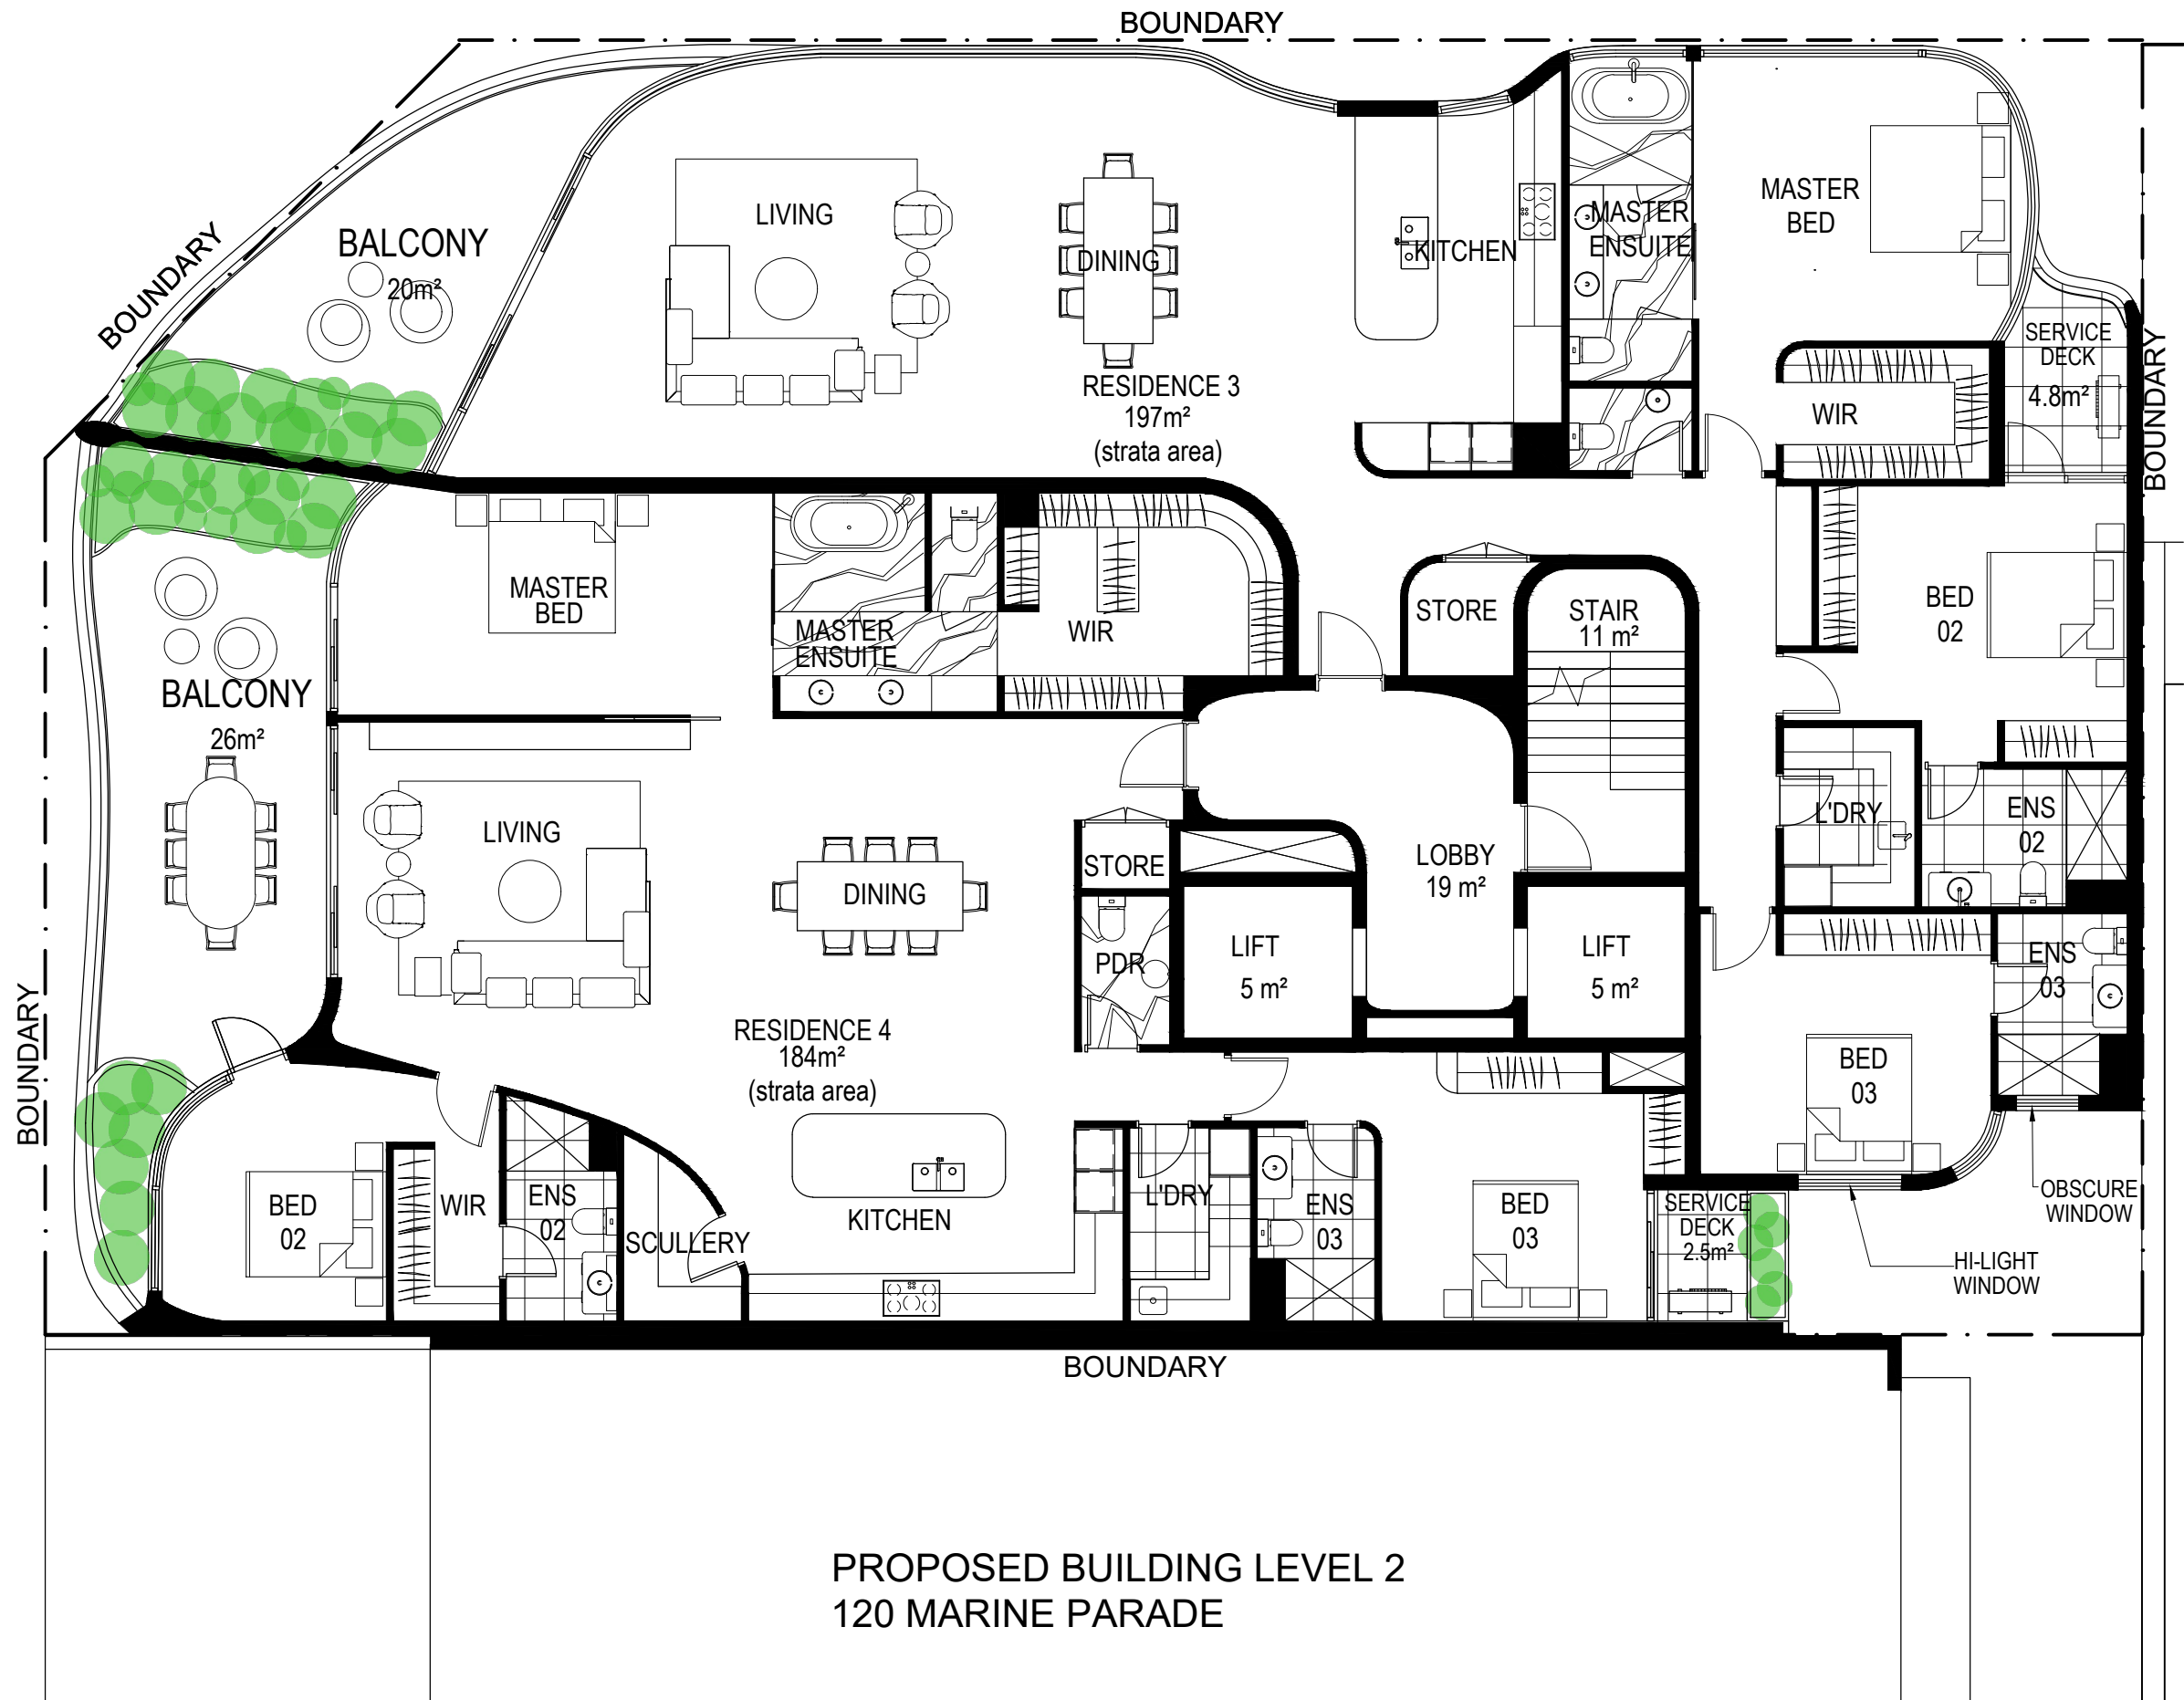 BOUNDARY
BOUNDARY
BALCONY
20m²
LIVING
DINING
KITCHEN
MASTER
ENSUITE
MASTER
BED
SERVICE
DECK
4.8m²
BOUNDARY
WIR
RESIDENCE 3
197m²
(strata area)
MASTER
BED
MASTER
ENSUITE
WIR
STORE
STAIR
11 m²
BED
02
BALCONY
26m²
LIVING
DINING
STORE
LOBBY
19 m²
L'DRY
ENS
02
PDR
LIFT
5 m²
LIFT
5 m²
ENS
03
BOUNDARY
RESIDENCE 4
184m²
(strata area)
BED
03
BED
02
WIR
ENS
02
SCULLERY
KITCHEN
L'DRY
ENS
03
BED
03
SERVICE
DECK
2.5m²
OBSCURE
WINDOW
HI-LIGHT
WINDOW
BOUNDARY
PROPOSED BUILDING LEVEL 2
120 MARINE PARADE